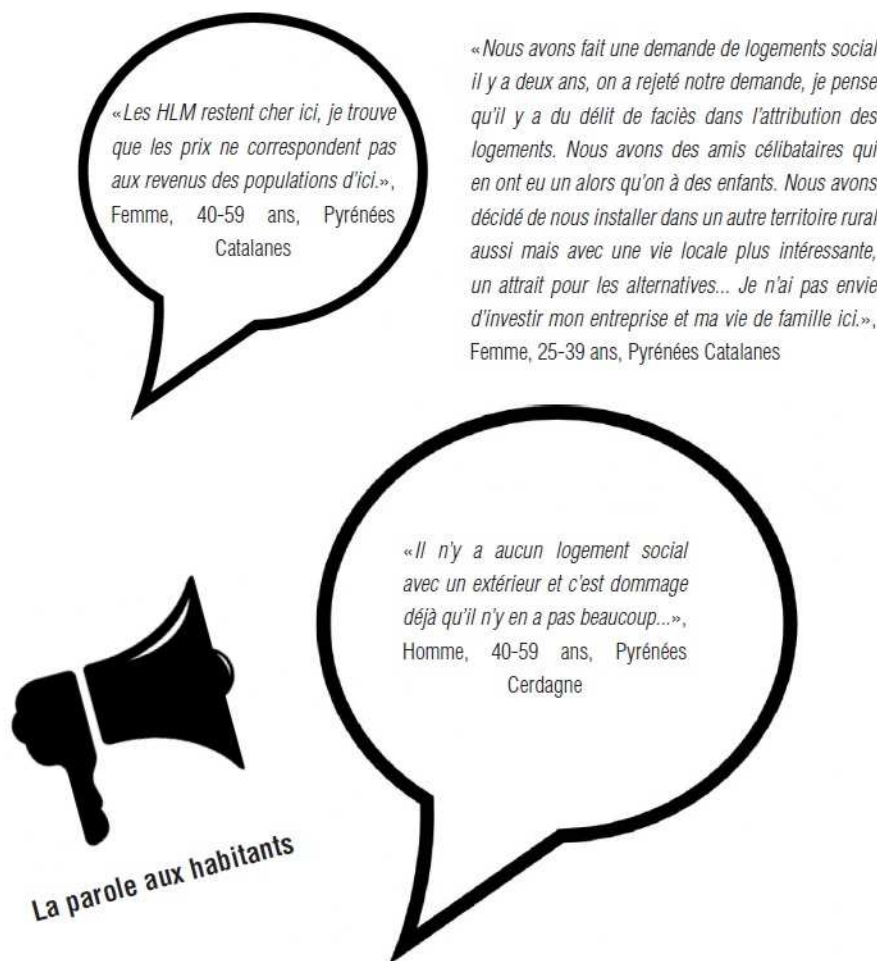 «Les HLM restent cher ici, je trouve
que les prix ne correspondent pas
aux revenus des populations d'ici.»,
Femme, 40-59 ans, Pyrénées
Catalanes
«Nous avons fait une demande de logements social
il y a deux ans, on a rejeté notre demande, je pense
qu'il y a du délit de faciès dans l'attribution des
logements. Nous avons des amis célibataires qui
en ont eu un alors qu'on à des enfants. Nous avons
décidé de nous installer dans un autre territoire rural
aussi mais avec une vie locale plus intéressante,
un attrait pour les alternatives... Je n'ai pas envie
d'investir mon entreprise et ma vie de famille ici.»,
Femme, 25-39 ans, Pyrénées Catalanes
«Il n'y a aucun logement social
avec un extérieur et c'est dommage
déjà qu'il n'y en a pas beaucoup...»,
Homme, 40-59 ans, Pyrénées
Cerdagne
La parole aux habitants